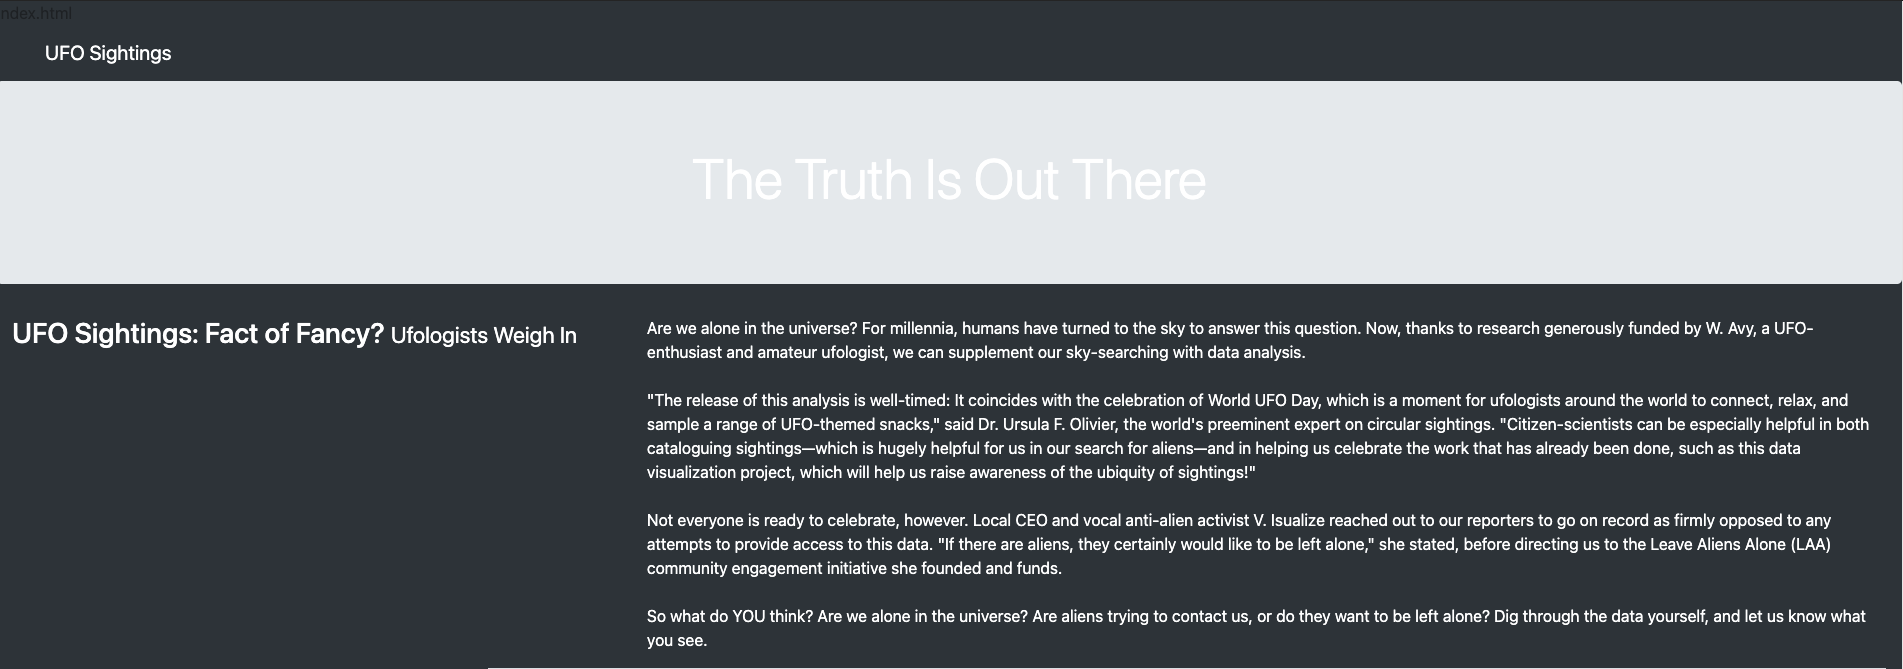 ndex.html
UFO Sightings
The Truth Is Out There
UFO Sightings: Fact of Fancy? Ufologists Weigh In
Are we alone in the universe? For millennia, humans have turned to the sky to answer this question. Now, thanks to research generously funded by W. Avy, a UFO-
enthusiast and amateur ufologist, we can supplement our sky-searching with data analysis.
"The release of this analysis is well-timed: It coincides with the celebration of World UFO Day, which is a moment for ufologists around the world to connect, relax, and
sample a range of UFO-themed snacks," said Dr. Ursula F. Olivier, the world's preeminent expert on circular sightings. "Citizen-scientists can be especially helpful in both
cataloguing sightings—which is hugely helpful for us in our search for aliens—and in helping us celebrate the work that has already been done, such as this data
visualization project, which will help us raise awareness of the ubiquity of sightings!"
Not everyone is ready to celebrate, however. Local CEO and vocal anti-alien activist V. Isualize reached out to our reporters to go on record as firmly opposed to any
attempts to provide access to this data. "If there are aliens, they certainly would like to be left alone," she stated, before directing us to the Leave Aliens Alone (LAA)
community engagement initiative she founded and funds.
So what do YOU think? Are we alone in the universe? Are aliens trying to contact us, or do they want to be left alone? Dig through the data yourself, and let us know what
you see.